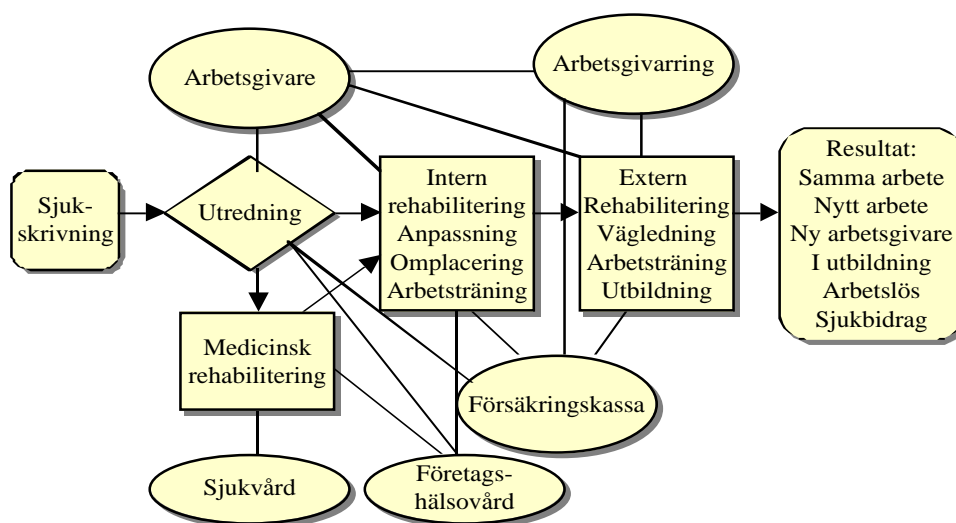 Arbetsgivare
Arbetsgivarring
Sjuk-
skrivning
Utredning
Intern
rehabilitering
Anpassning
Omplacering
Arbetsträning
Extern
Rehabilitering
Vägledning
Arbetsträning
Utbildning
Resultat:
Samma arbete
Nytt arbete
Ny arbetsgivare
I utbildning
Arbetslös
Sjukbidrag
Medicinsk
rehabilitering
Försäkringskassa
Sjukvård
Företags-
hälsovård